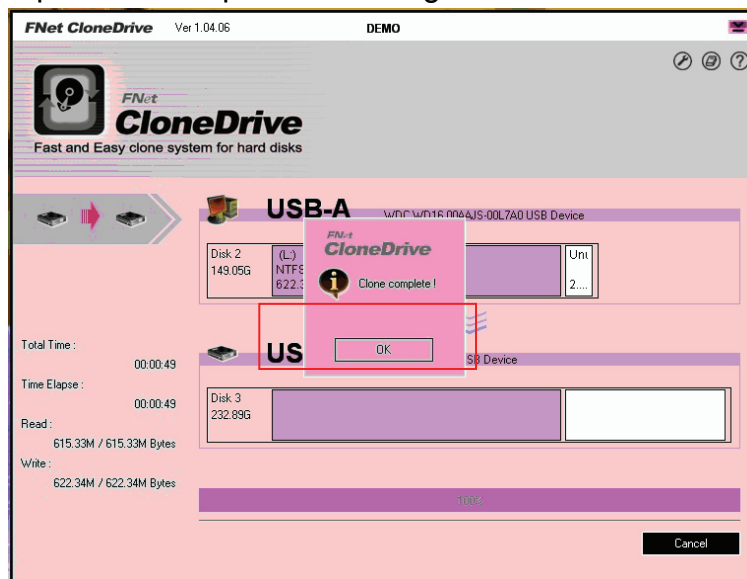 FNet CloneDrive Ver 1.04.06 DEMO
FNet
CloneDrive
Fast and Easy clone system for hard disks
USB-A WDC WD16 00AAJS-00L7A0 USB Device
Disk 2
149.05G
(L:)
NTFS
622.3
2....
FNet
CloneDrive
Clone complete !
OK
US
SB Device
Disk 3
232.89G
Total Time :
00:00:49
Time Elapse :
00:00:49
Read :
615.33M / 615.33M Bytes
Write :
622.34M / 622.34M Bytes
100%
Cancel